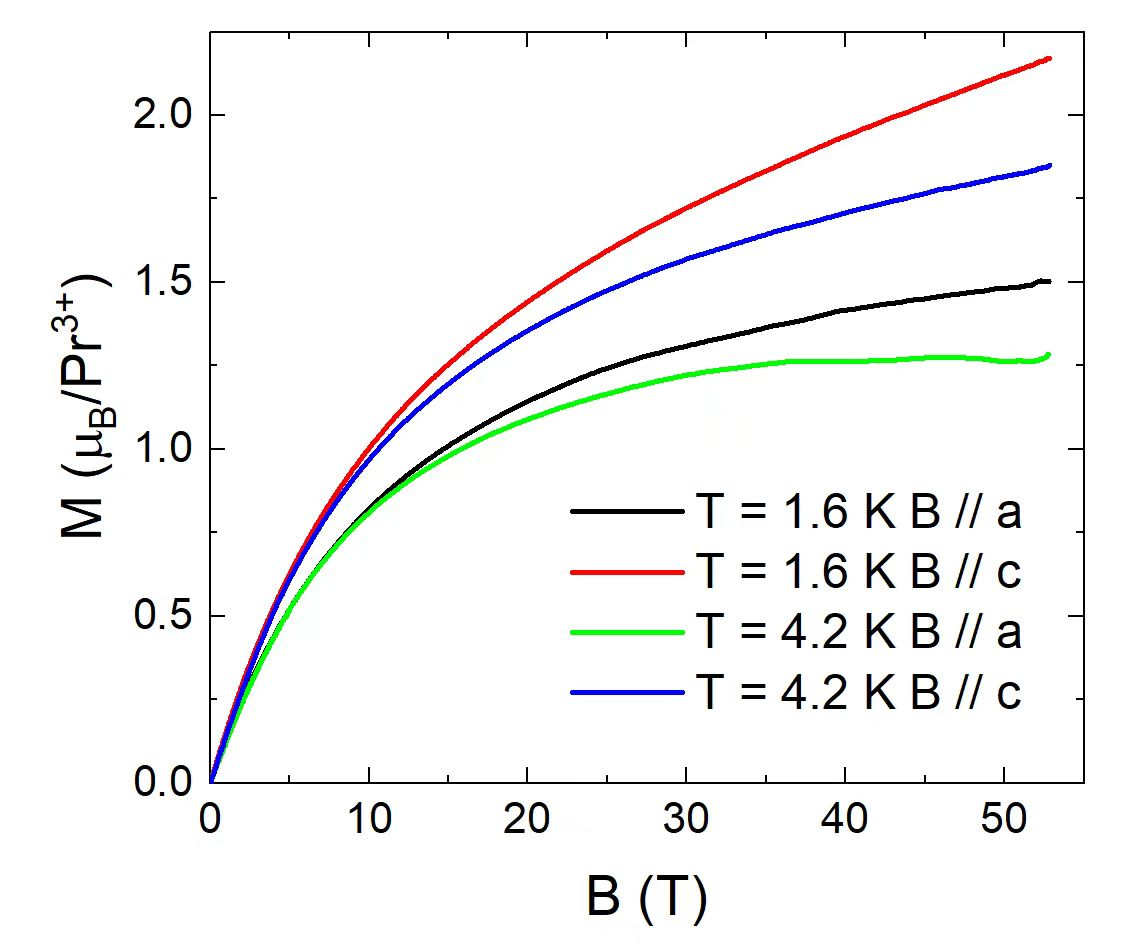 M (μB/Pr3+)
2.0
1.5
1.0
0.5
0.0
T = 1.6 K B // a
T = 1.6 K B // c
T = 4.2 K B // a
T = 4.2 K B // c
0 10 20 30 40 50
B (T)